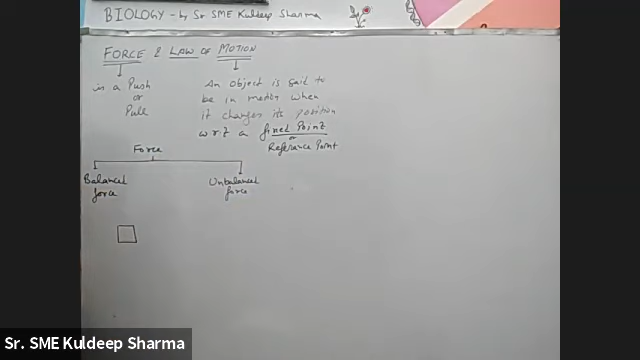 BIOLOGY - by Sr SME Kuldeep Sharma
FORCE & LAW OF MOTION
is a Push
or
Pull
An Object is said to
be in motion when
it changes its position
w.r.t a fixed Point
or
Reference Point
Force
Balanced
force
Unbalanced
force
Sr. SME Kuldeep Sharma